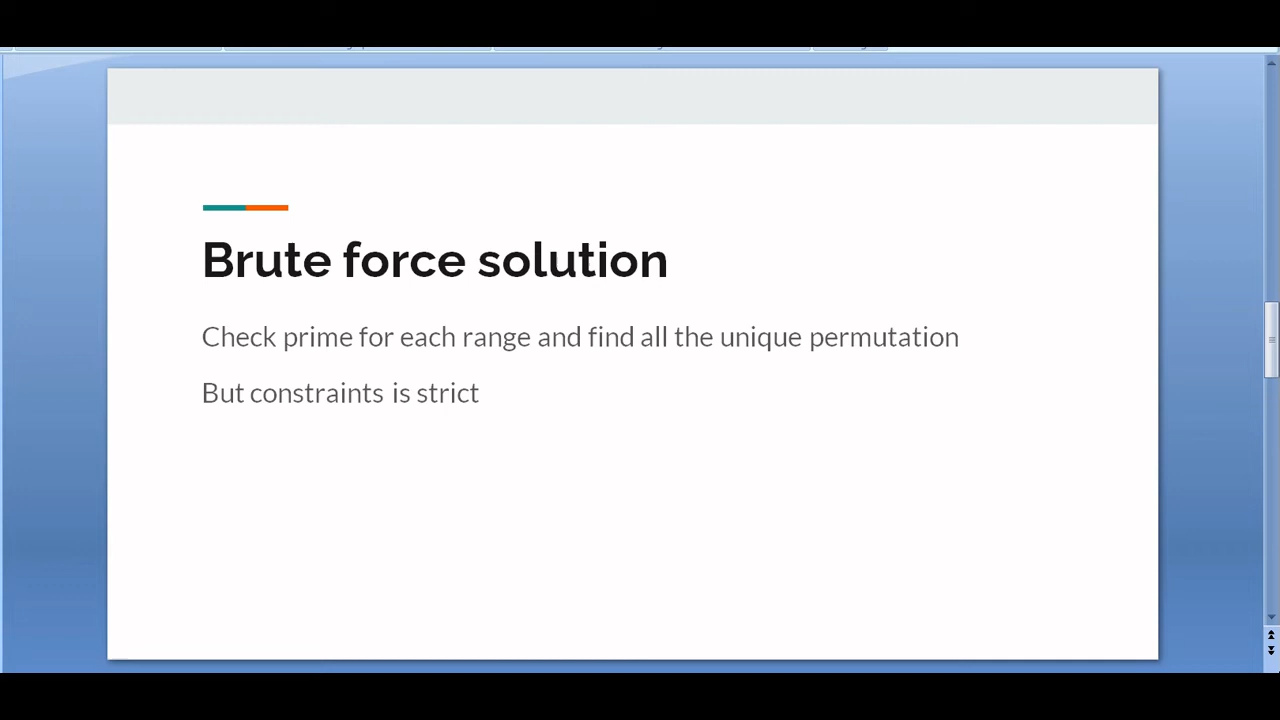 Brute force solution
Check prime for each range and find all the unique permutation
But constraints is strict